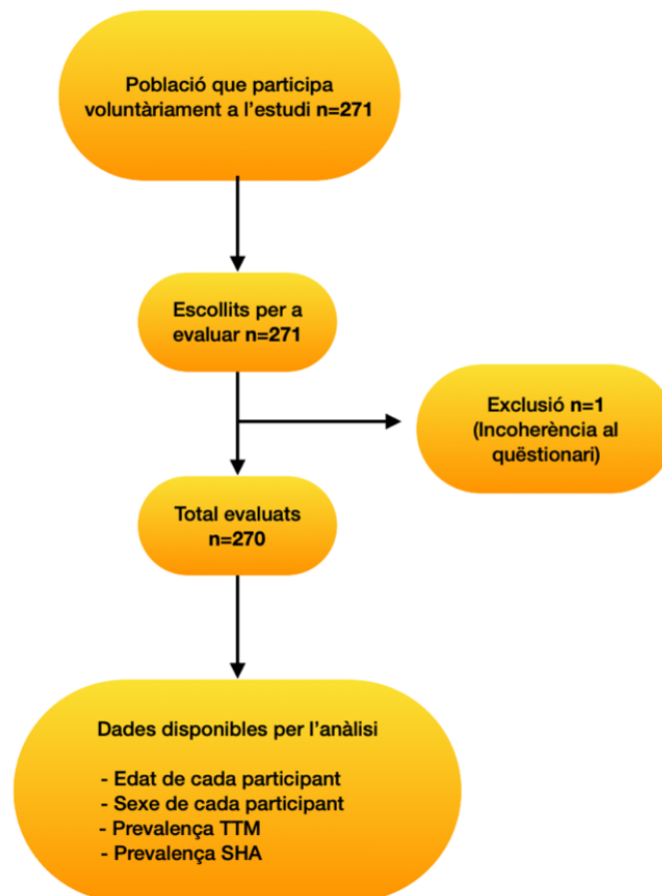 Població que participa
voluntàriament a l'estudi n=271
Escollits per a
evaluar n=271
Exclusió n=1
(Incoherència al
quëstionari)
Total evaluats
n=270
Dades disponibles per l'anàlisi
- Edat de cada participant
- Sexe de cada participant
- Prevalença TTM
- Prevalença SHA